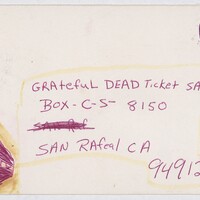 GRAtefuL DEAD Ticket SA
Box-C-S- 8150
SAN RAfeal CA
94912